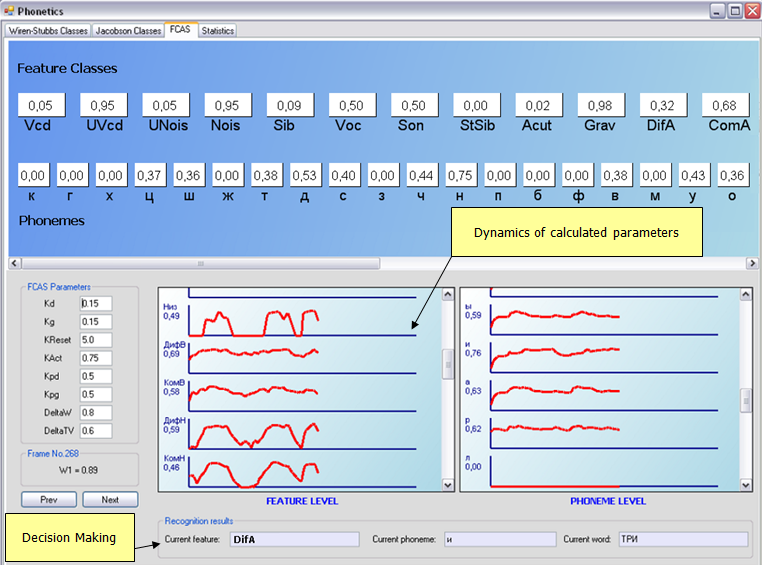 Phonetics
Wiren-Stubbs Classes Jacobson Classes FCAS Statistics
Feature Classes
0,05 0,95 0,05 0,95 0,09 0,50 0,50 0,00 0,02 0,98 0,32 0,68
Vcd UVcd UNois Nois Sib Voc Son StSib Acut Grav DifA ComA
0,00 0,00 0,00 0,37 0,36 0,00 0,38 0,53 0,40 0,00 0,44 0,75 0,00 0,00 0,00 0,38 0,00 0,43 0,36
к г х ц ш ж т д с з ч н п б ф в м у о
Phonemes
Dynamics of calculated parameters
FCAS Parameters
Kd 0.15
Kg 0.15
KReset 5.0
KAct 0.75
Kpd 0.5
Kpg 0.5
DeltaW 0.8
DeltaTV 0.6
Frame No.268
W1 = 0.89
Prev Next
Низ
0,49
ДифВ
0,69
КомВ
0,58
ДифН
0,59
КомН
0,46
FEATURE LEVEL
ы
0,59
и
0,76
а
0,63
р
0,62
л
0,00
PHONEME LEVEL
Decision Making
Recognition results
Current feature: DifA Current phoneme: и Current word: ТРИ